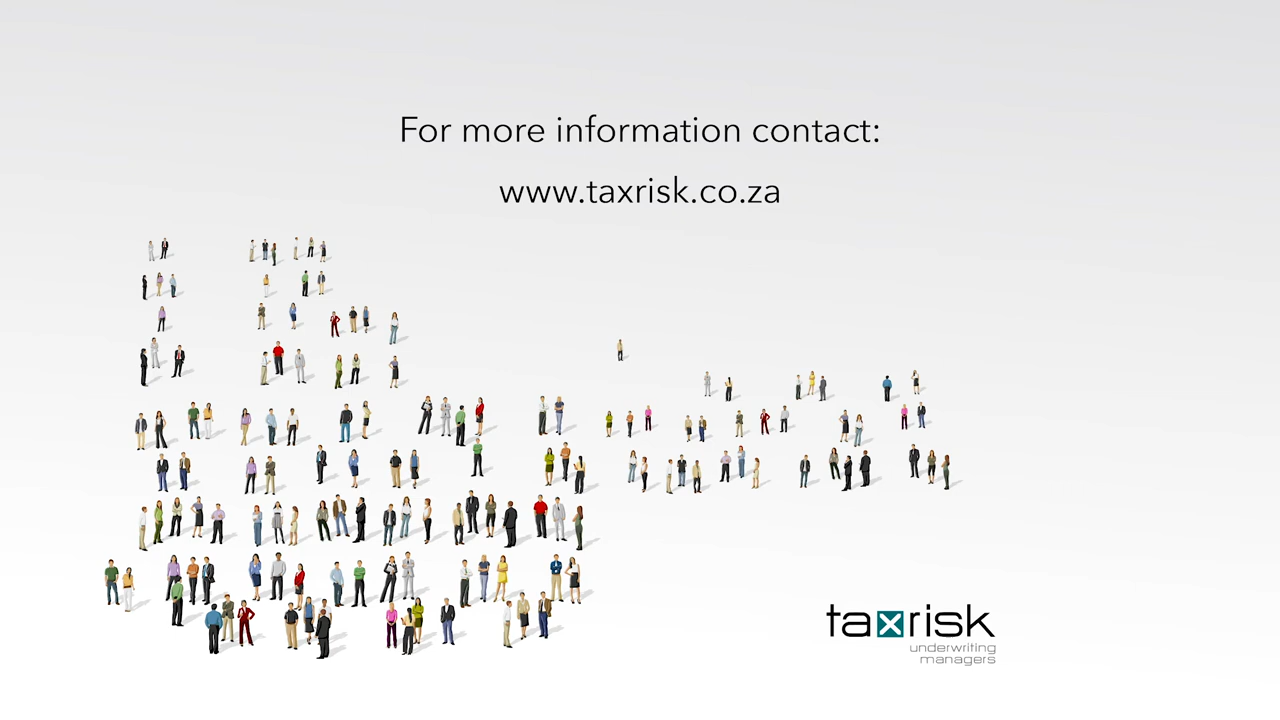 For more information contact:
www.taxrisk.co.za
taxrisk
underwriting
managers